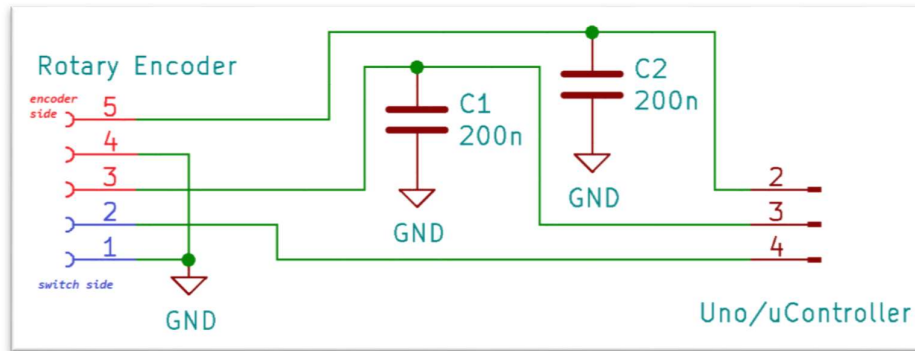 Rotary Encoder
encoder
side
5
4
3
2
1
switch side
GND
C1
200n
GND
C2
200n
GND
2
3
4
Uno/uController